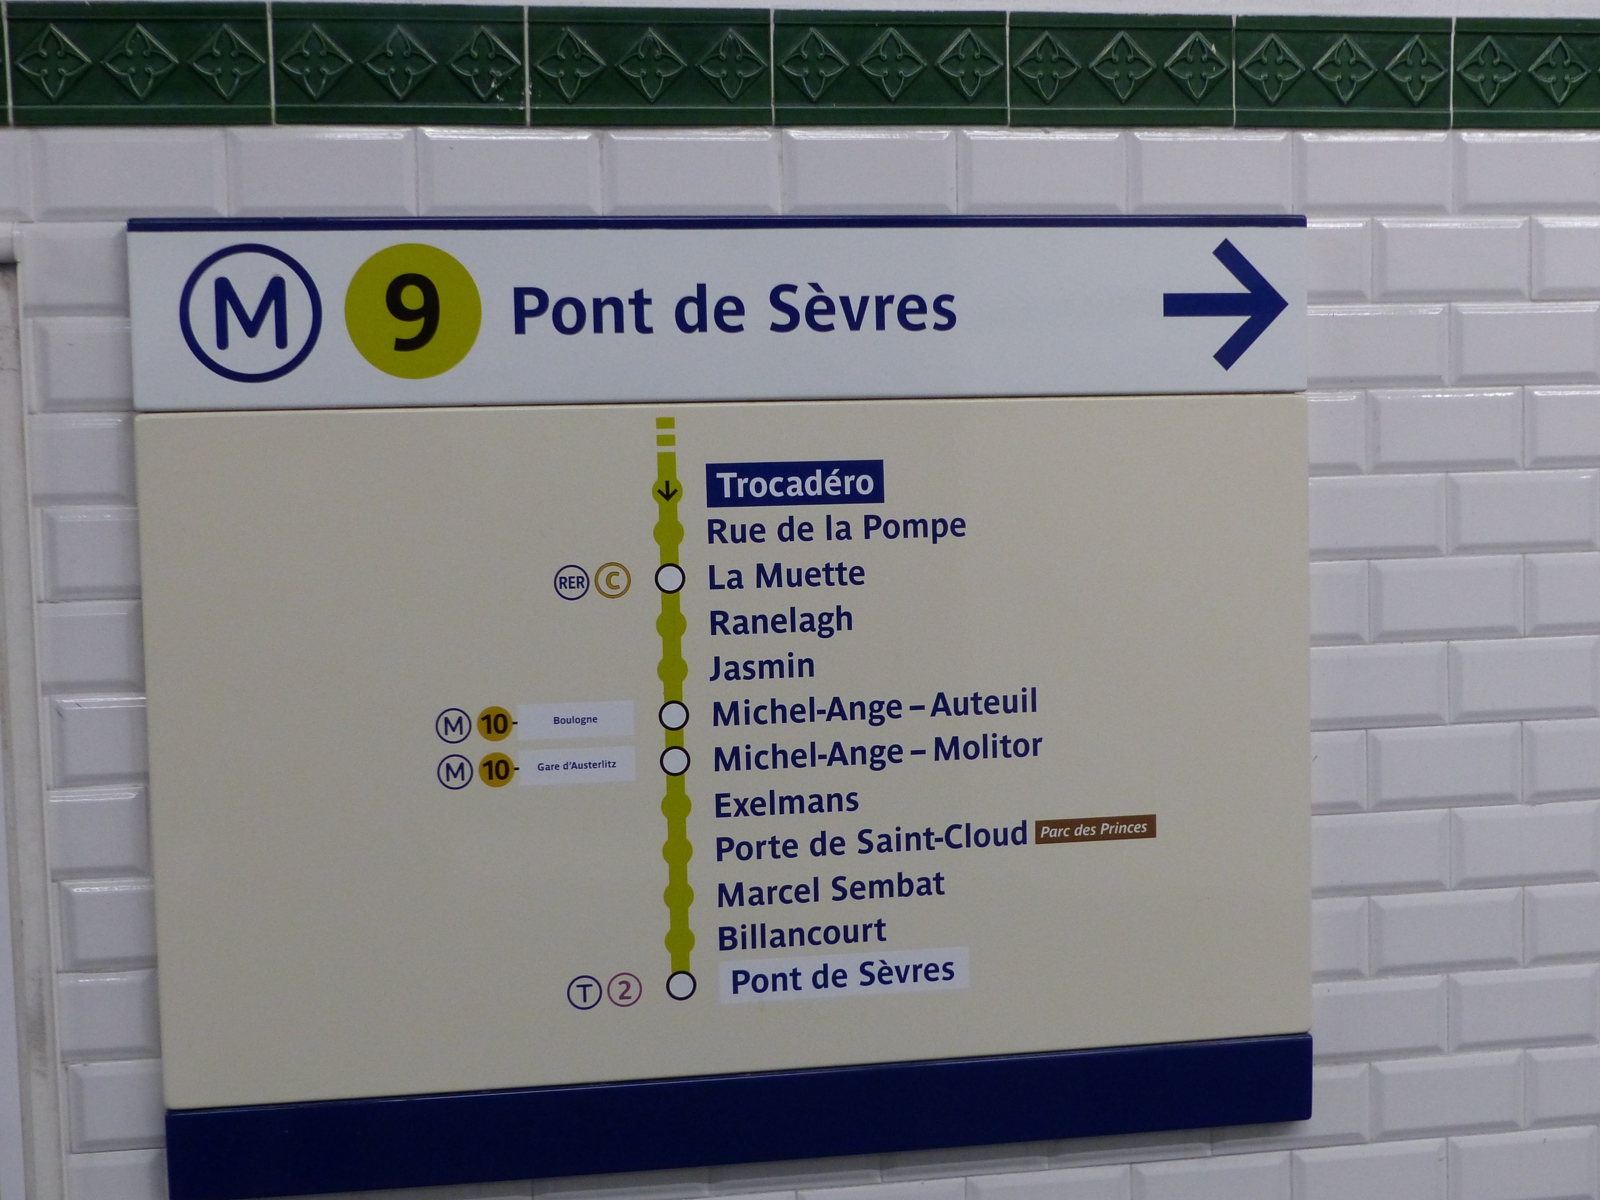 M 9 Pont de Sèvres
Trocadéro
Rue de la Pompe
RER C La Muette
Ranelagh
Jasmin
M 10 - Boulogne Michel-Ange – Auteuil
M 10 - Gare d'Austerlitz Michel-Ange – Molitor
Exelmans
Porte de Saint-Cloud Parc des Princes
Marcel Sembat
Billancourt
T 2 Pont de Sèvres